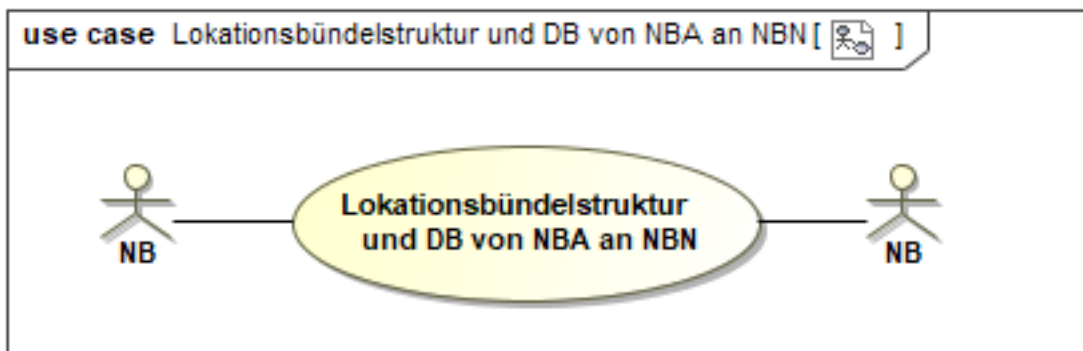 use case Lokationsbündelstruktur und DB von NBA an NBN [ ]
Lokationsbündelstruktur
und DB von NBA an NBN
NB
NB